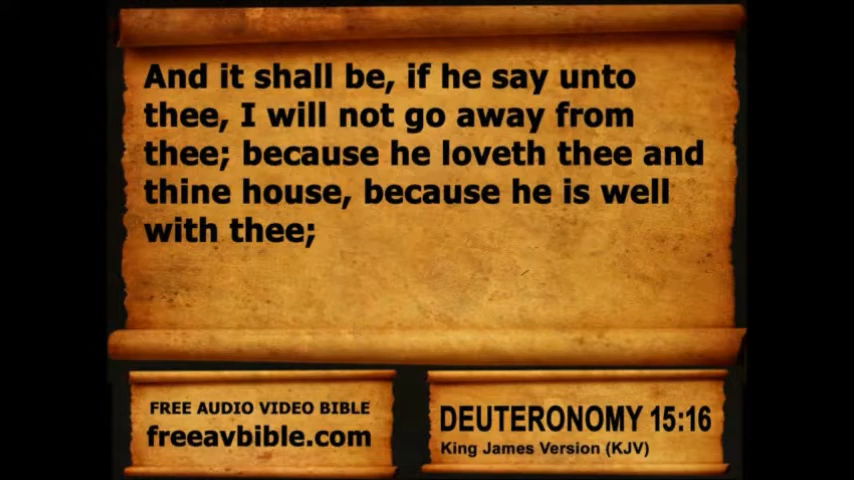 And it shall be, if he say unto
thee, I will not go away from
thee; because he loveth thee and
thine house, because he is well
with thee;
FREE AUDIO VIDEO BIBLE
freeavbible.com
DEUTERONOMY 15:16
King James Version (KJV)